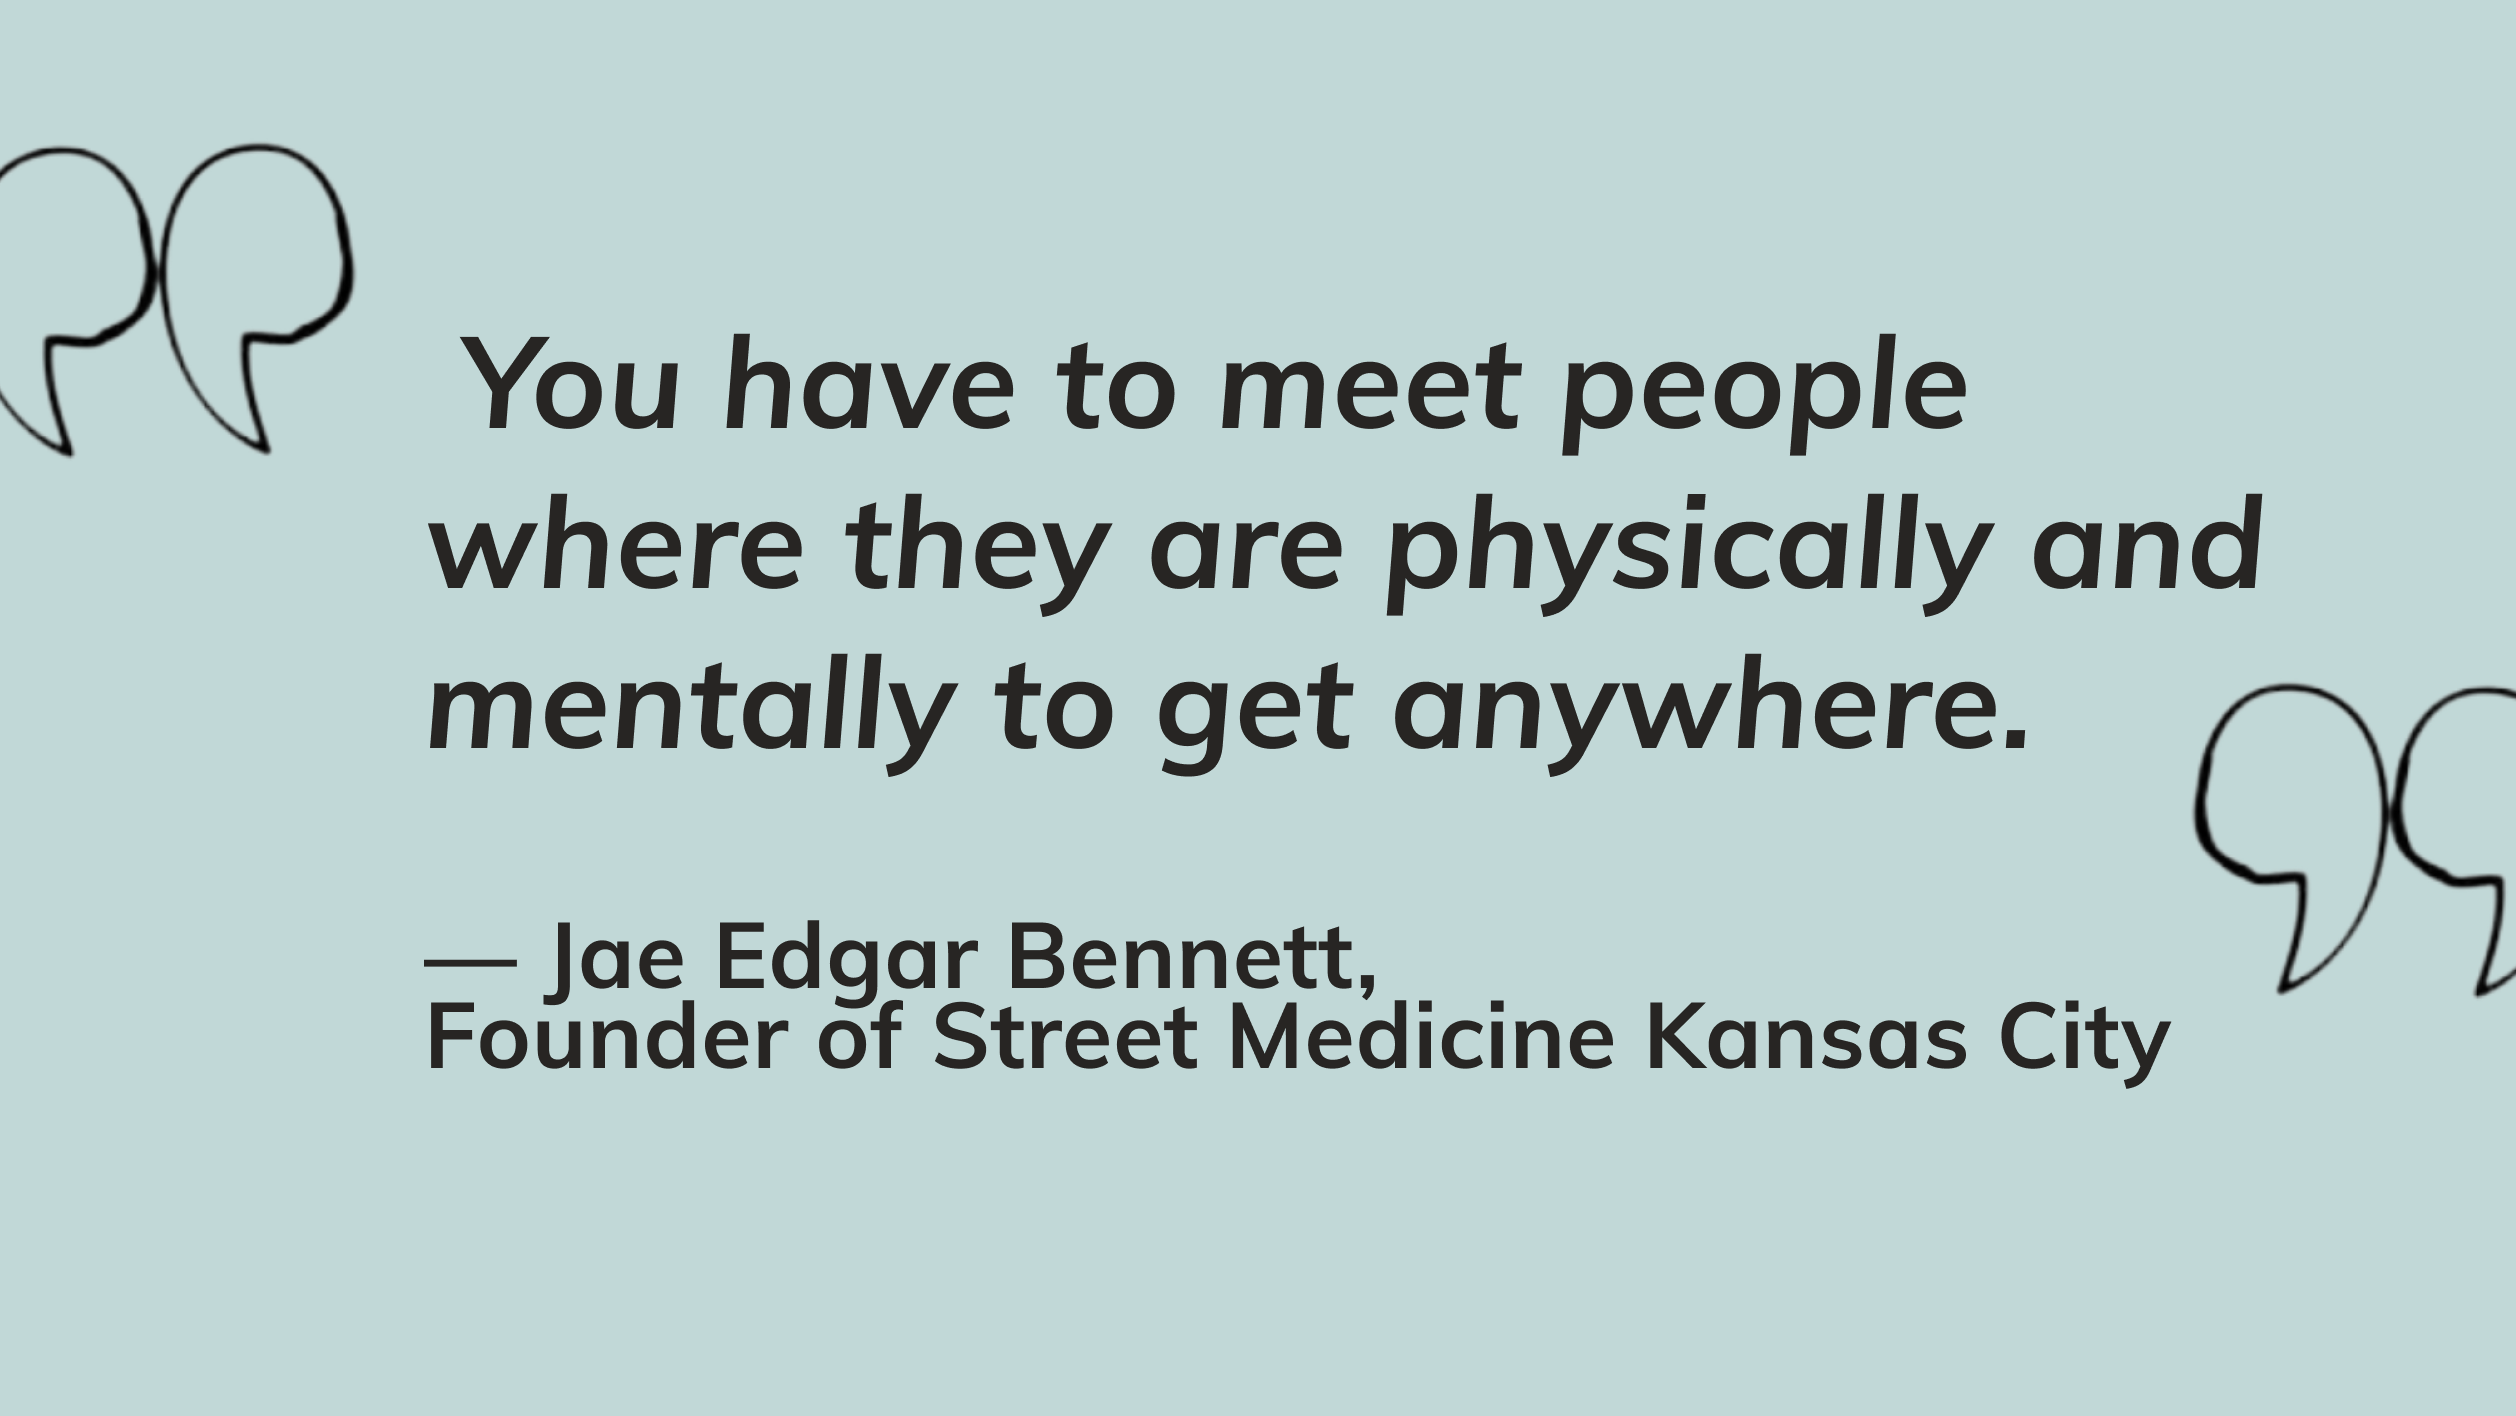 You have to meet people
where they are physically and
mentally to get anywhere.
— Jae Edgar Bennett,
Founder of Street Medicine Kansas City